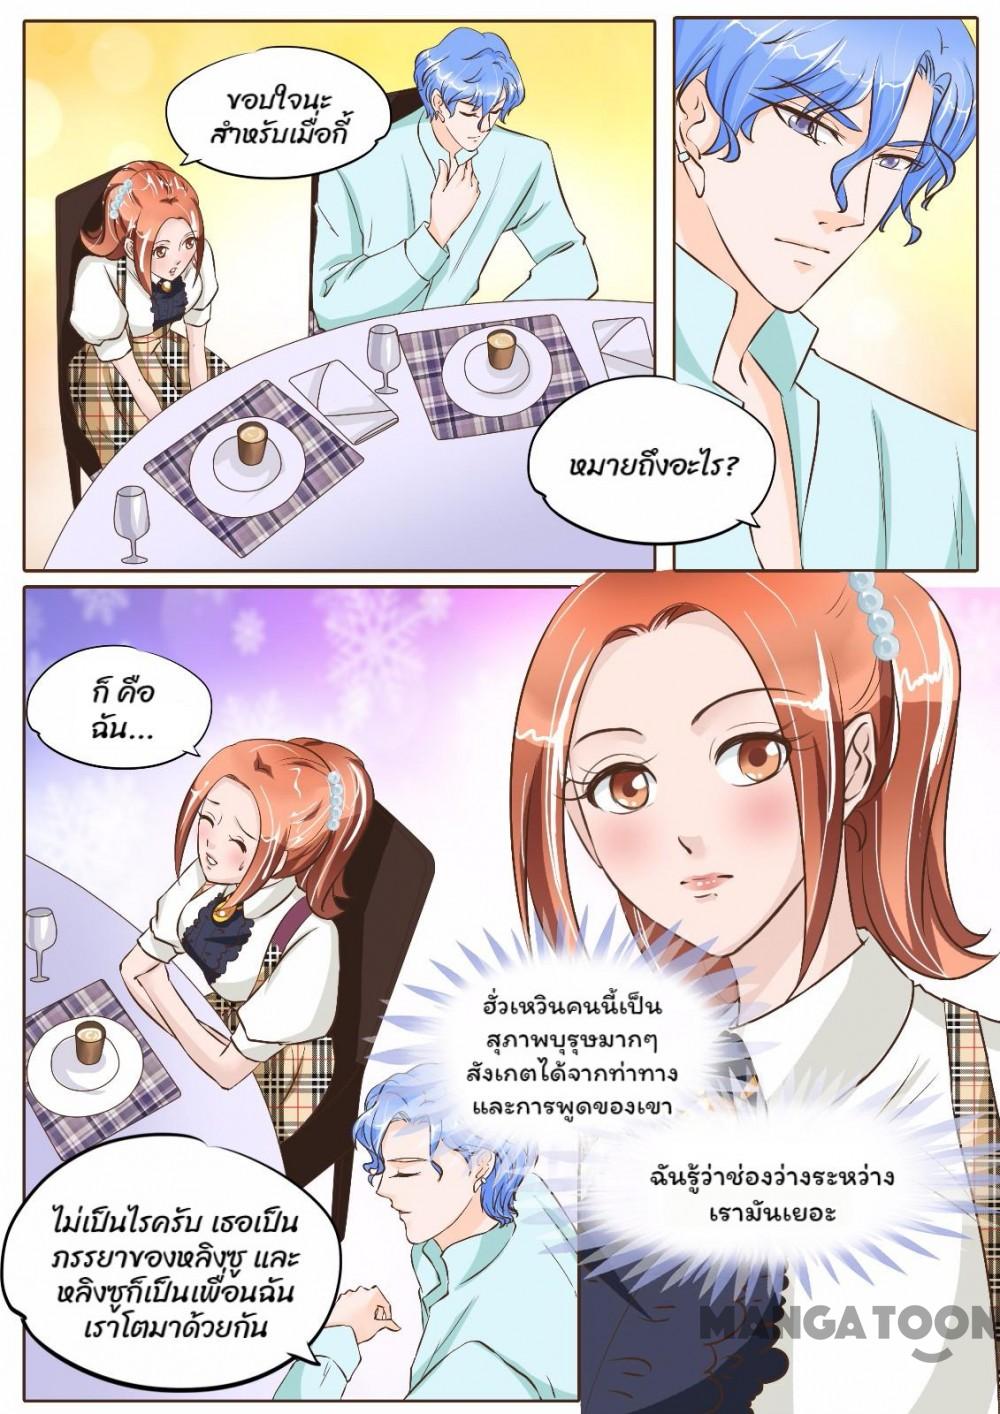 ขอบใจนะ
สำหรับเมื่อกี้
หมายถึงอะไร?
ก็ คือ
ฉัน...
ฮั่วเหวินคนนี้เป็น
สุภาพบุรุษมากๆ
สังเกตได้จากท่าทาง
และการพูดของเขา
ฉันรู้ว่าช่องว่างระหว่าง
เรามันเยอะ
ไม่เป็นไรครับ เธอเป็น
ภรรยาของหลิงซู และ
หลิงซูก็เป็นเพื่อนฉัน
เราโตมาด้วยกัน
MANGATOON